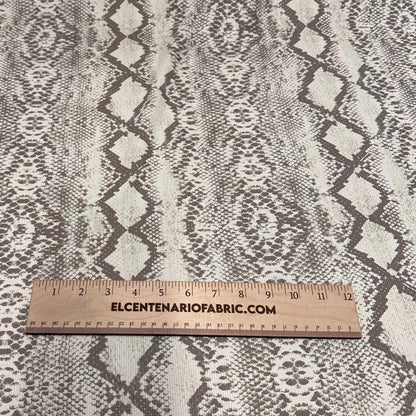 1 2 3 4 5 6 7 8 9 10 11 12
ELCENTENARIOFABRIC.COM